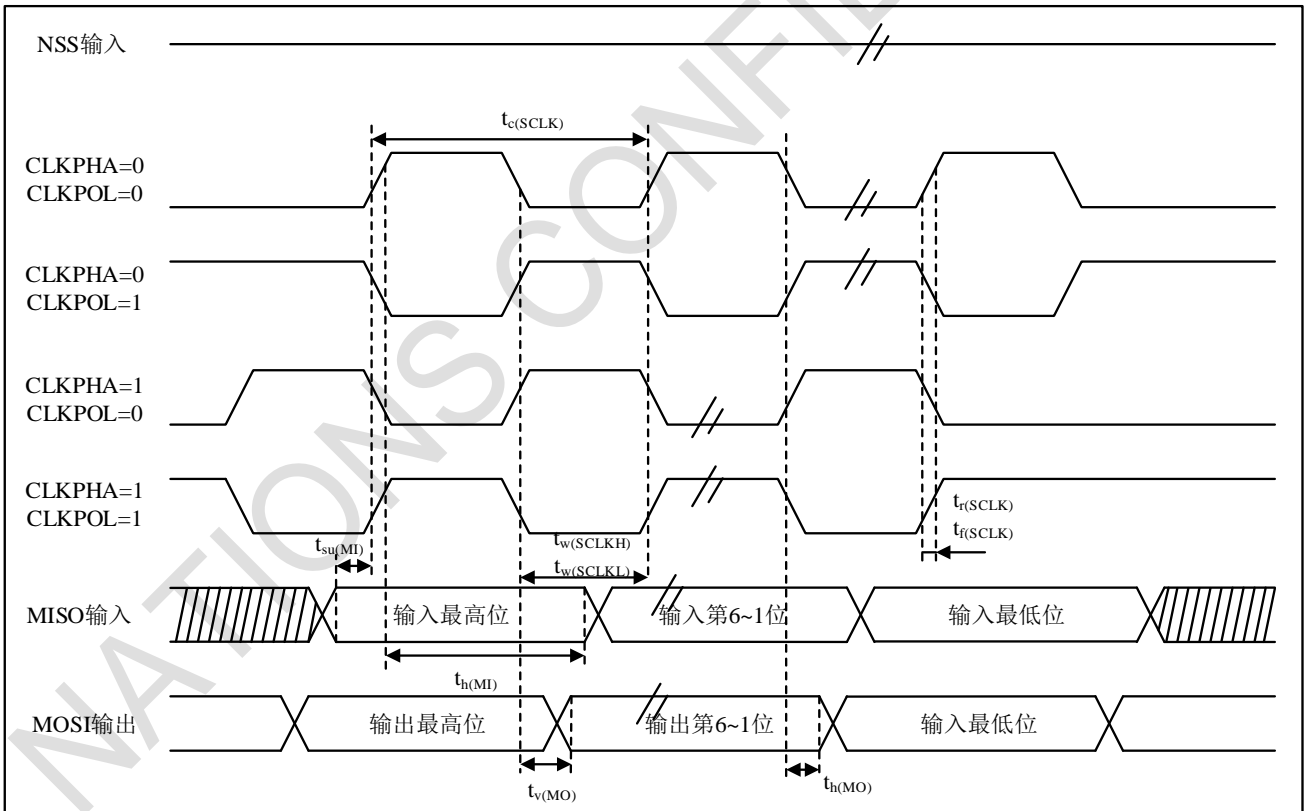 NSS输入
tc(SCLK)
CLKPHA=0
CLKPOL=0
CLKPHA=0
CLKPOL=1
CLKPHA=1
CLKPOL=0
CLKPHA=1
CLKPOL=1
tr(SCLK)
tf(SCLK)
tsu(MI)
tw(SCLKH)
tw(SCLKL)
MISO输入
输入最高位
输入第6~1位
输入最低位
th(MI)
MOSI输出
输出最高位
输出第6~1位
输入最低位
tv(MO)
th(MO)
NATIONS CONFID